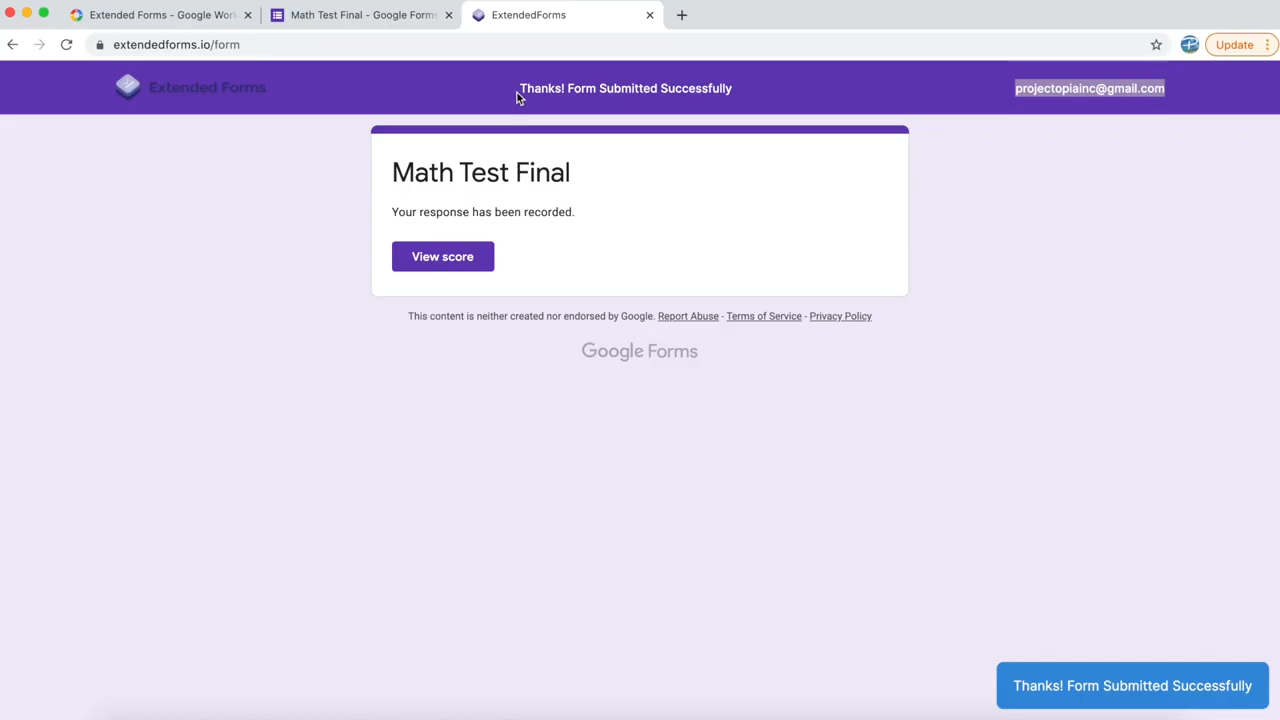 Extended Forms - Google Work
Math Test Final - Google Forms
ExtendedForms
extendedforms.io/form
Update
Extended Forms
Thanks! Form Submitted Successfully
projectopiainc@gmail.com
Math Test Final
Your response has been recorded.
View score
This content is neither created nor endorsed by Google. Report Abuse - Terms of Service - Privacy Policy
Google Forms
Thanks! Form Submitted Successfully